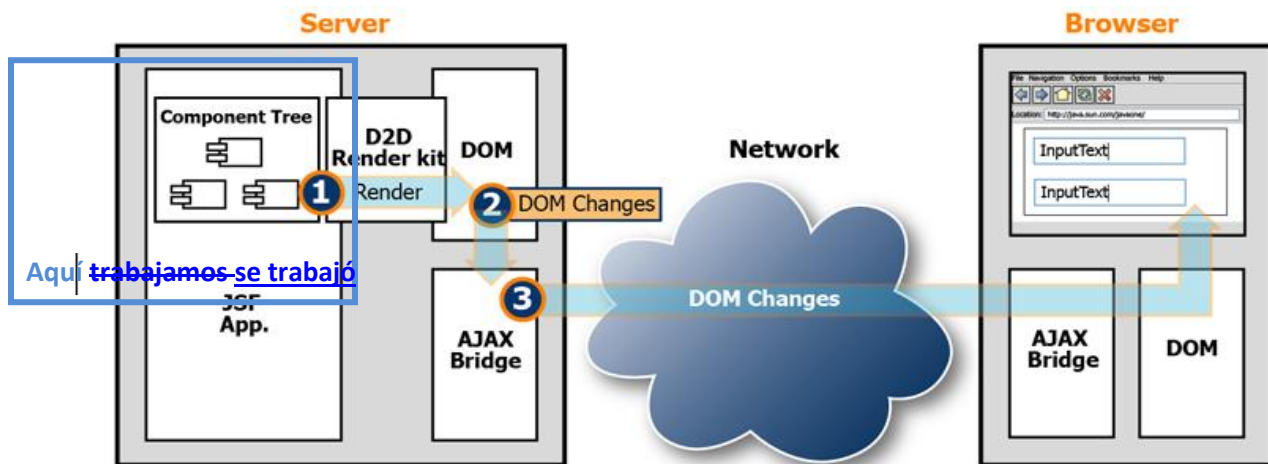 Server
Browser
Component Tree
D2D
Render kit
DOM
Network
File Navigation Options Bookmarks Help
Location: http://java.sun.com/javaone/
InputText
InputText
1
Render
2
DOM Changes
Aquí trabajamos se trabajó
JSF
App.
3
DOM Changes
AJAX
Bridge
AJAX
Bridge
DOM